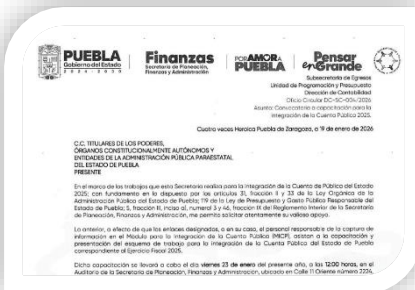 PUEBLA
Gobierno del Estado
2024 - 2030
Finanzas
Secretaría de Planeación,
Finanzas y Administración
POR AMOR A
PUEBLA
Pensar
en Grande
Subsecretaría de Egresos
Unidad de Programación y Presupuesto
Dirección de Contabilidad
Oficio Circular DC-SC-004/2026
Asunto: Convocatoria a capacitación para la
integración de la Cuenta Pública 2025.
Cuatro veces Heroica Puebla de Zaragoza, a 19 de enero de 2026
C.C. TITULARES DE LOS PODERES,
ÓRGANOS CONSTITUCIONALMENTE AUTÓNOMOS Y
ENTIDADES DE LA ADMINISTRACIÓN PÚBLICA PARAESTATAL
DEL ESTADO DE PUEBLA
PRESENTE
En el marco de los trabajos que esta Secretaría realiza para la integración de la Cuenta de Pública del Estado
2025; con fundamento en lo dispuesto por los artículos 31, fracción II y 33 de la Ley Orgánica de la
Administración Pública del Estado de Puebla; 119 de la Ley de Presupuesto y Gasto Público Responsable del
Estado de Puebla; 5, fracción III, inciso a), numeral 3 y 46, fracción IX del Reglamento Interior de la Secretaría
de Planeación, Finanzas y Administración, me permito solicitar atentamente su valioso apoyo.
Lo anterior, a efecto de que los enlaces designados, o en su caso, el personal responsable de la captura de
información en el Módulo para la Integración de la Cuenta Pública (MICP), asistan a la capacitación y
presentación del esquema de trabajo para la integración de la Cuenta Pública del Estado de Puebla
correspondiente al Ejercicio Fiscal 2025.
Dicha capacitación se llevará a cabo el día viernes 23 de enero del presente año, a las 12:00 horas, en el
Auditorio de la Secretaría de Planeación, Finanzas y Administración, ubicado en Calle 11 Oriente número 2224,